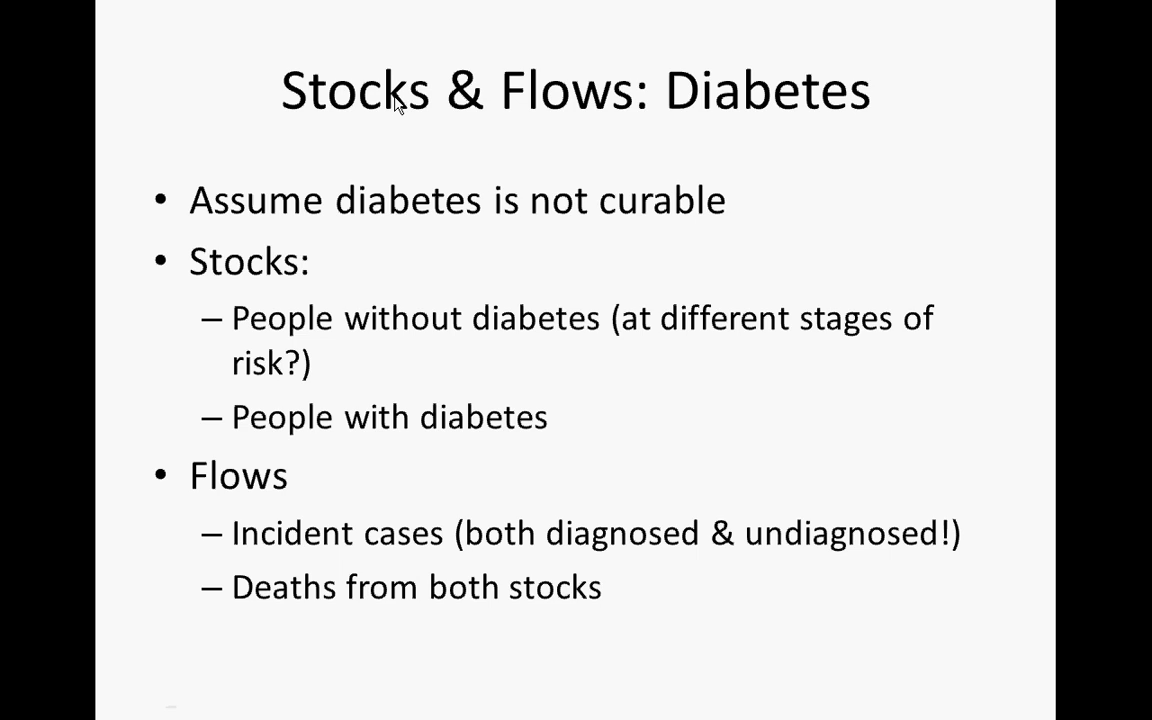 Stocks & Flows: Diabetes
• Assume diabetes is not curable
• Stocks:
– People without diabetes (at different stages of
risk?)
– People with diabetes
• Flows
– Incident cases (both diagnosed & undiagnosed!)
– Deaths from both stocks